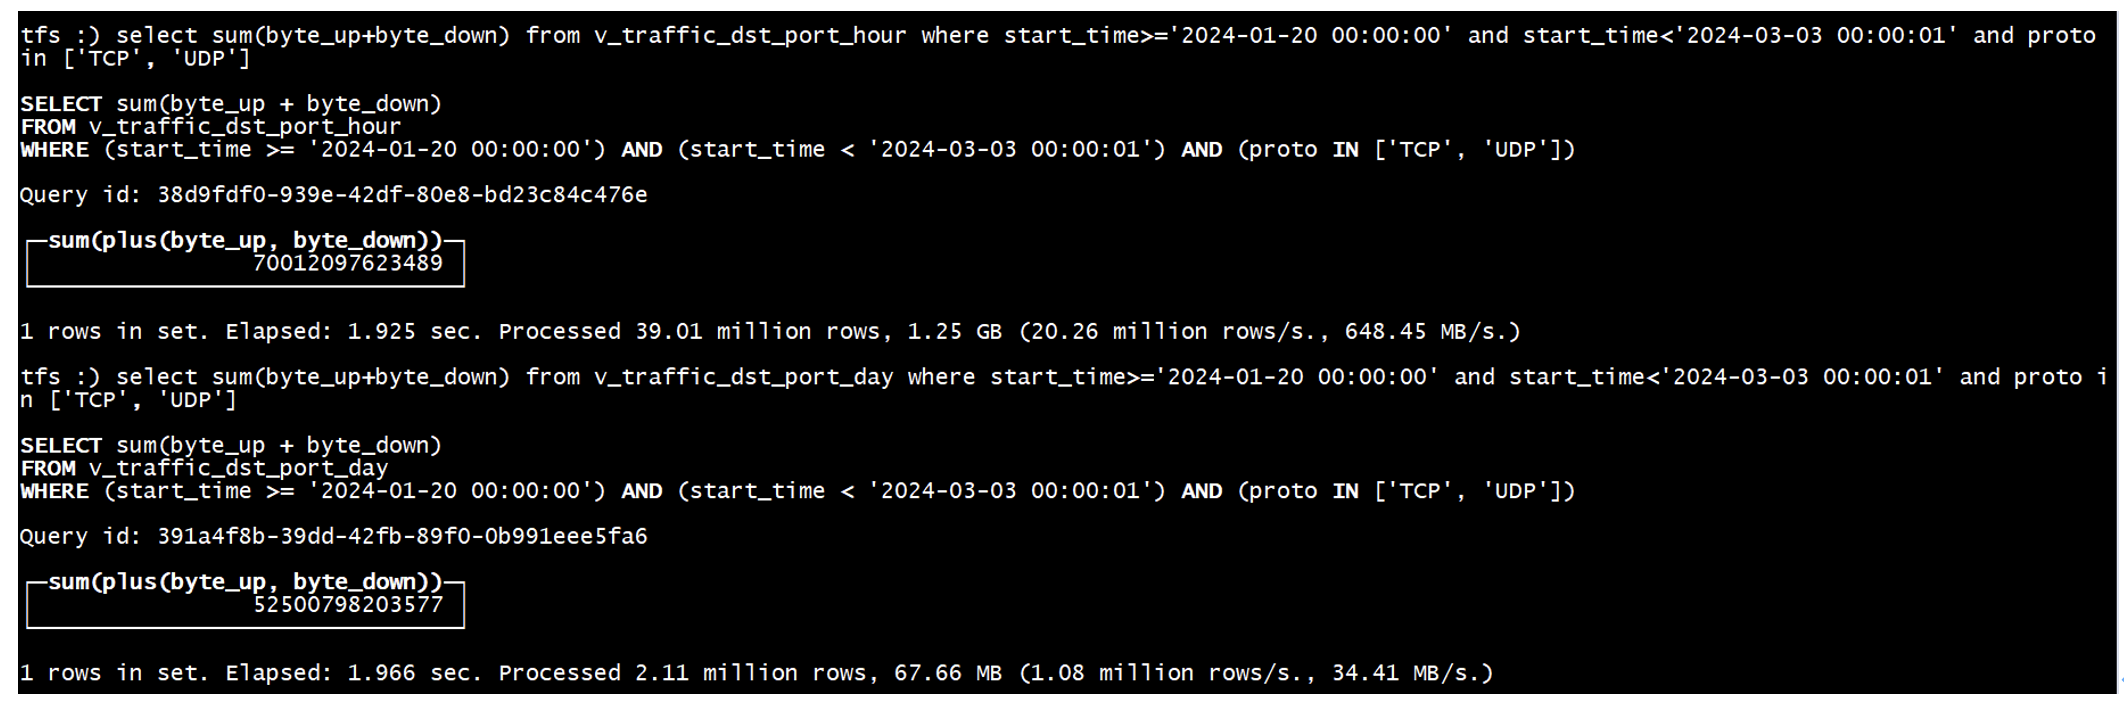 tfs :) select sum(byte_up+byte_down) from v_traffic_dst_port_hour where start_time>='2024-01-20 00:00:00' and start_time<'2024-03-03 00:00:01' and proto
in ['TCP', 'UDP']
SELECT sum(byte_up + byte_down)
FROM v_traffic_dst_port_hour
WHERE (start_time >= '2024-01-20 00:00:00') AND (start_time < '2024-03-03 00:00:01') AND (proto IN ['TCP', 'UDP'])
Query id: 38d9fdf0-939e-42df-80e8-bd23c84c476e
sum(plus(byte_up, byte_down))
70012097623489
1 rows in set. Elapsed: 1.925 sec. Processed 39.01 million rows, 1.25 GB (20.26 million rows/s., 648.45 MB/s.)
tfs :) select sum(byte_up+byte_down) from v_traffic_dst_port_day where start_time>='2024-01-20 00:00:00' and start_time<'2024-03-03 00:00:01' and proto i
n ['TCP', 'UDP']
SELECT sum(byte_up + byte_down)
FROM v_traffic_dst_port_day
WHERE (start_time >= '2024-01-20 00:00:00') AND (start_time < '2024-03-03 00:00:01') AND (proto IN ['TCP', 'UDP'])
Query id: 391a4f8b-39dd-42fb-89f0-0b991eee5fa6
sum(plus(byte_up, byte_down))
52500798203577
1 rows in set. Elapsed: 1.966 sec. Processed 2.11 million rows, 67.66 MB (1.08 million rows/s., 34.41 MB/s.)